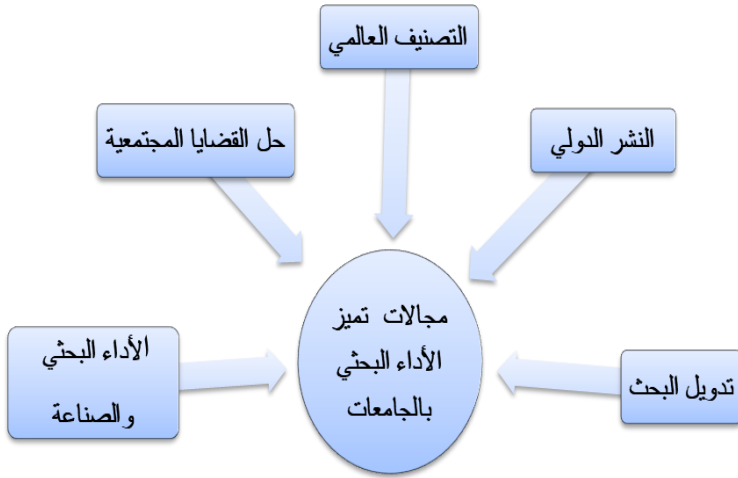 التصنيف العالمي
النشر الدولي
حل القضايا المجتمعية
مجالات تميز
الأداء البحثي
بالجامعات
تدويل البحث
الأداء البحثي
والصناعة